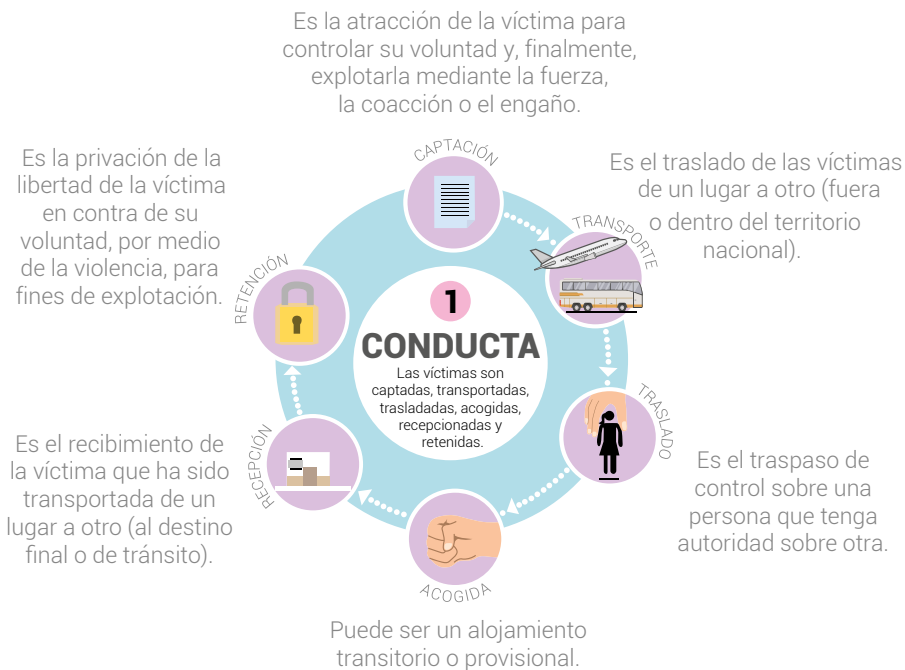 Es la atracción de la víctima para
controlar su voluntad y, finalmente,
explotarla mediante la fuerza,
la coacción o el engaño.
CAPTACIÓN
Es el traslado de las víctimas
de un lugar a otro (fuera
o dentro del territorio
nacional).
TRANSPORTE
Es la privación de la
libertad de la víctima
en contra de su
voluntad, por medio
de la violencia, para
fines de explotación.
RETENCIÓN
1
CONDUCTA
Las víctimas son
captadas, transportadas,
trasladadas, acogidas,
recepcionadas y
retenidas.
TRASLADO
Es el traspaso de
control sobre una
persona que tenga
autoridad sobre otra.
Es el recibimiento de
la víctima que ha sido
transportada de un
lugar a otro (al destino
final o de tránsito).
RECEPCIÓN
ACOGIDA
Puede ser un alojamiento
transitorio o provisional.